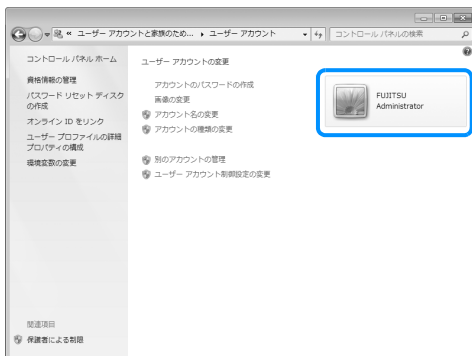 « ユーザー アカウントと家族のため... ▸ ユーザー アカウント
コントロール パネルの検索
コントロール パネル ホーム
資格情報の管理
パスワード リセット ディスク
の作成
オンライン ID をリンク
ユーザー プロファイルの詳細
プロパティの構成
環境変数の変更
ユーザー アカウントの変更
アカウントのパスワードの作成
画像の変更
アカウント名の変更
アカウントの種類の変更
別のアカウントの管理
ユーザー アカウント制御設定の変更
FUJITSU
Administrator
関連項目
保護者による制限